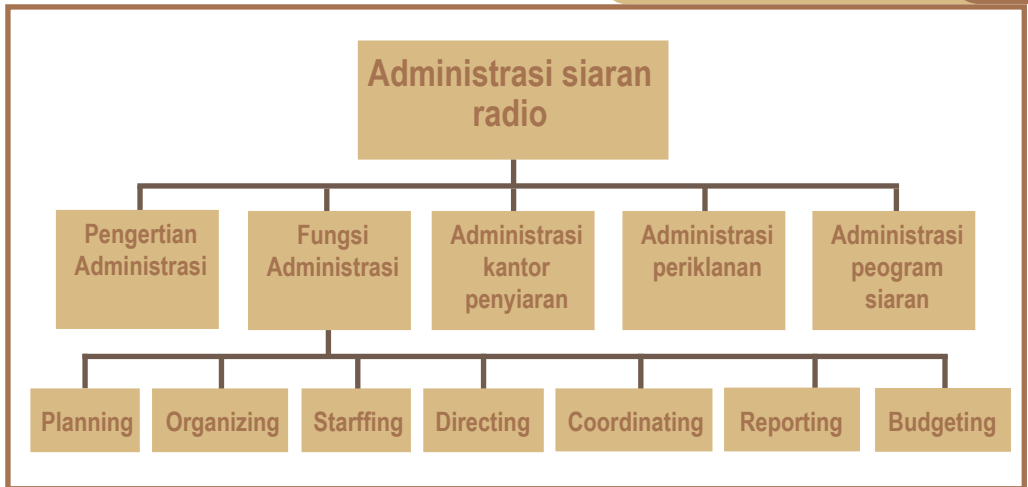 Administrasi siaran
radio
Pengertian
Administrasi
Fungsi
Administrasi
Administrasi
kantor
penyiaran
Administrasi
periklanan
Administrasi
peogram
siaran
Planning
Organizing
Starffing
Directing
Coordinating
Reporting
Budgeting